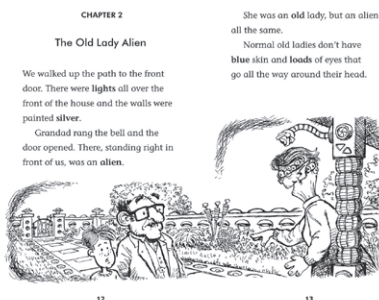 CHAPTER 2
The Old Lady Alien
We walked up the path to the front
door. There were lights all over the
front of the house and the walls were
painted silver.
Grandad rang the bell and the
door opened. There, standing right in
front of us, was an alien.
12
She was an old lady, but an alien
all the same.
Normal old ladies don't have
blue skin and loads of eyes that
go all the way around their head.
13